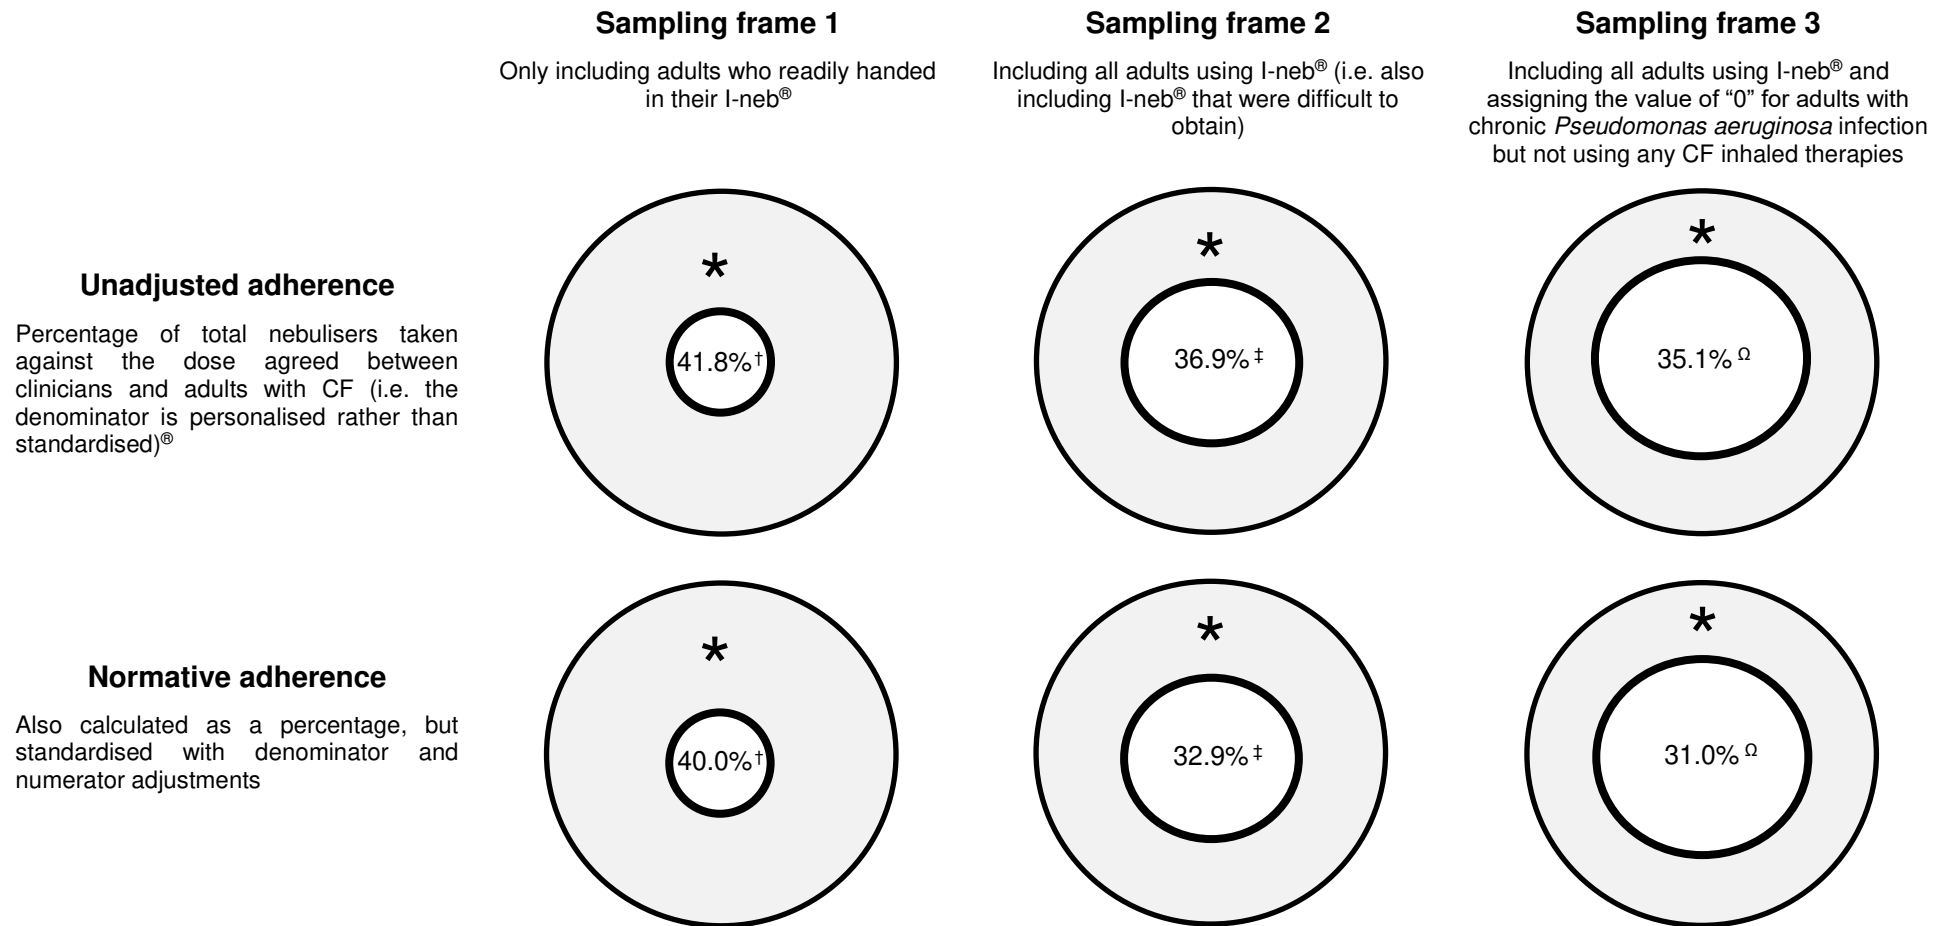 Sampling frame 1
Sampling frame 2
Sampling frame 3
Only including adults who readily handed
in their I-neb®
Including all adults using I-neb® (i.e. also
including I-neb® that were difficult to
obtain)
Including all adults using I-neb® and
assigning the value of “0” for adults with
chronic Pseudomonas aeruginosa infection
but not using any CF inhaled therapies
Unadjusted adherence
Percentage of total nebulisers taken
against the dose agreed between
clinicians and adults with CF (i.e. the
denominator is personalised rather than
standardised)®
*
41.8%†
*
36.9% ‡
*
35.1% Ω
Normative adherence
Also calculated as a percentage, but
standardised with denominator and
numerator adjustments
*
40.0%†
*
32.9% ‡
*
31.0% Ω